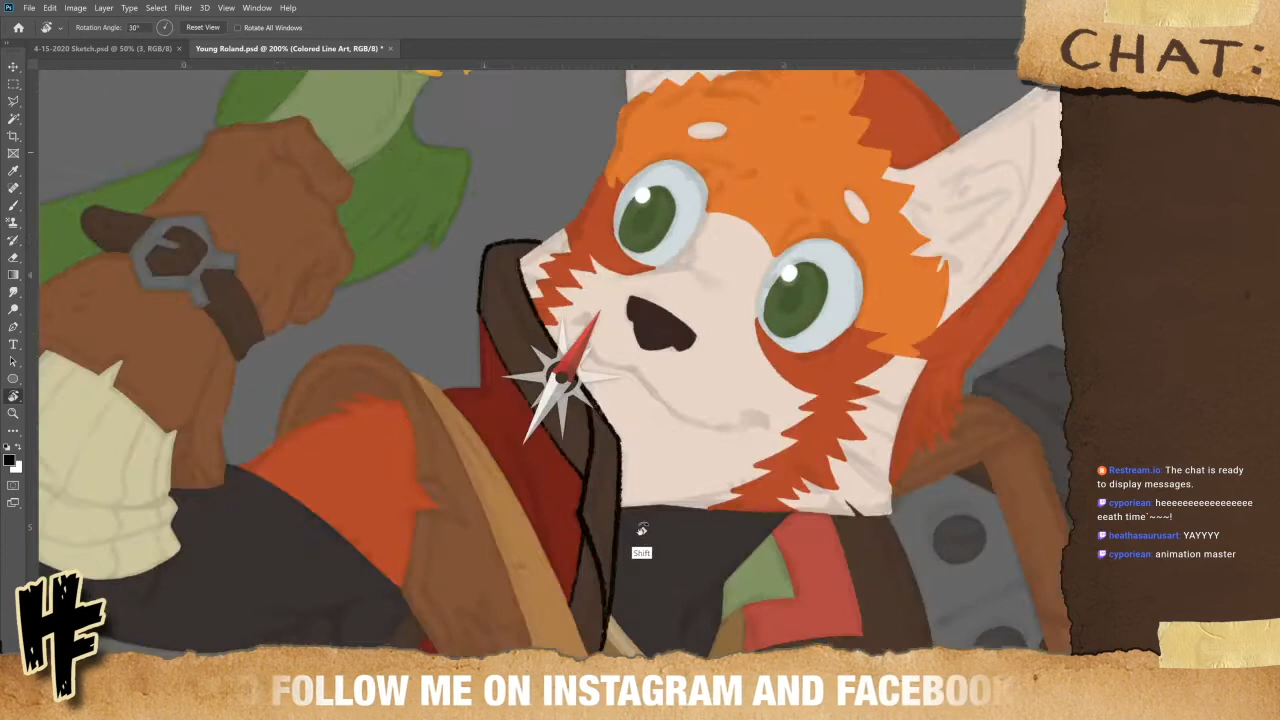 Ps File Edit Image Layer Type Select Filter 3D View Window Help
Rotation Angle: 30° Reset View Rotate All Windows
4-15-2020 Sketch.psd @ 50% (3, RGB/8) × Young Roland.psd @ 200% (Colored Line Art, RGB/8) * ×
CHAT:
Restream.io: The chat is ready
to display messages.
cyporiean: heeeeeeeeeeeeeeeee
eeath time`~~~!
heathasaurusart: YAYYYY
cyporiean: animation master
Shift
HF
FOLLOW ME ON INSTAGRAM AND FACEBOOK